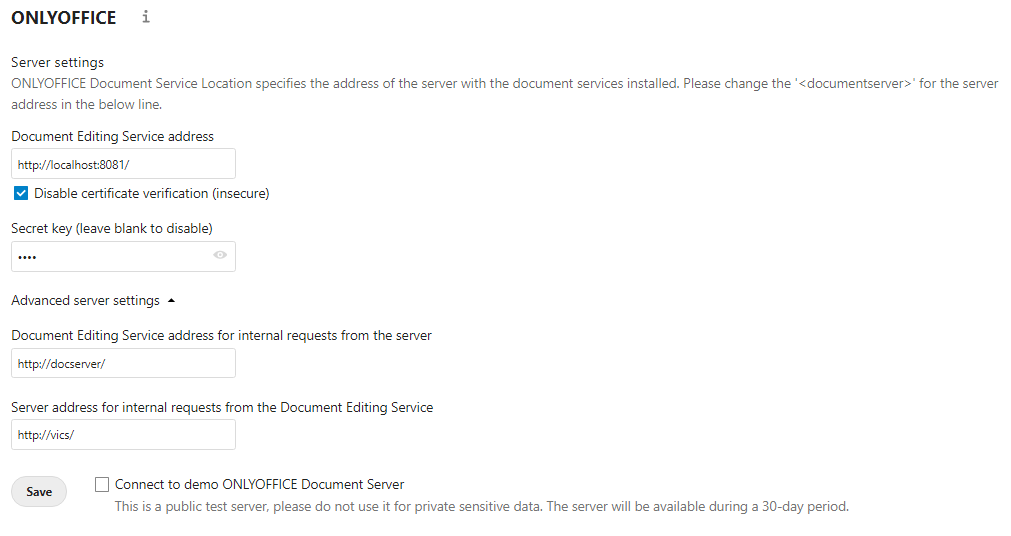 ONLYOFFICE i
Server settings
ONLYOFFICE Document Service Location specifies the address of the server with the document services installed. Please change the '<documentserver>' for the server
address in the below line.
Document Editing Service address
http://localhost:8081/
Disable certificate verification (insecure)
Secret key (leave blank to disable)
••••
Advanced server settings
Document Editing Service address for internal requests from the server
http://docserver/
Server address for internal requests from the Document Editing Service
http://vics/
Save
Connect to demo ONLYOFFICE Document Server
This is a public test server, please do not use it for private sensitive data. The server will be available during a 30-day period.